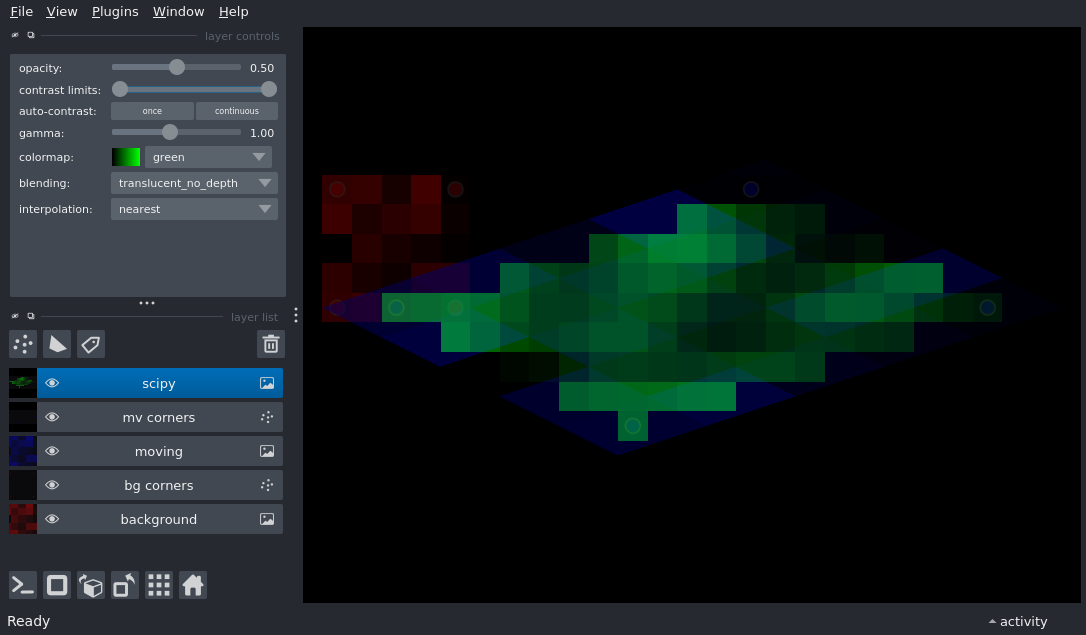 File View Plugins Window Help
layer controls
opacity: 0.50
contrast limits:
auto-contrast: once continuous
gamma: 1.00
colormap: green
blending: translucent_no_depth
interpolation: nearest
layer list
scipy
mv corners
moving
bg corners
background
Ready
activity